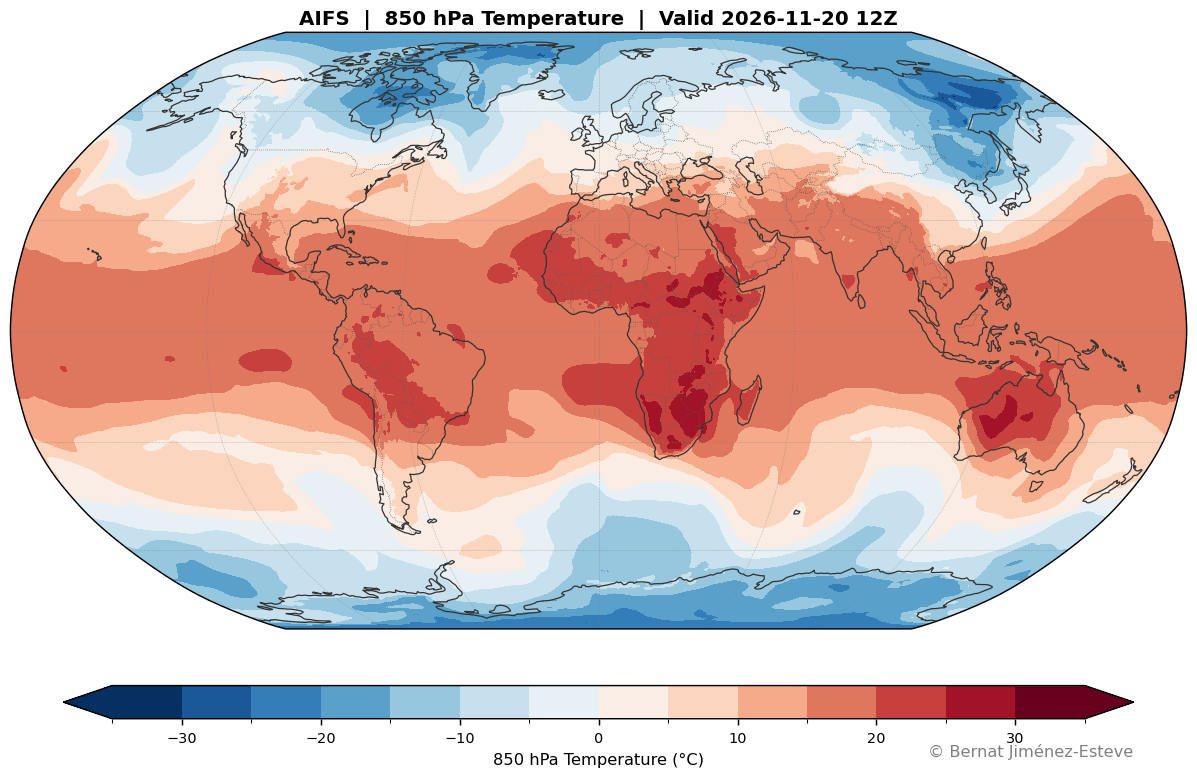 AIFS | 850 hPa Temperature | Valid 2026-11-20 12Z
−30 −20 −10 0 10 20 30
850 hPa Temperature (°C)
© Bernat Jiménez-Esteve